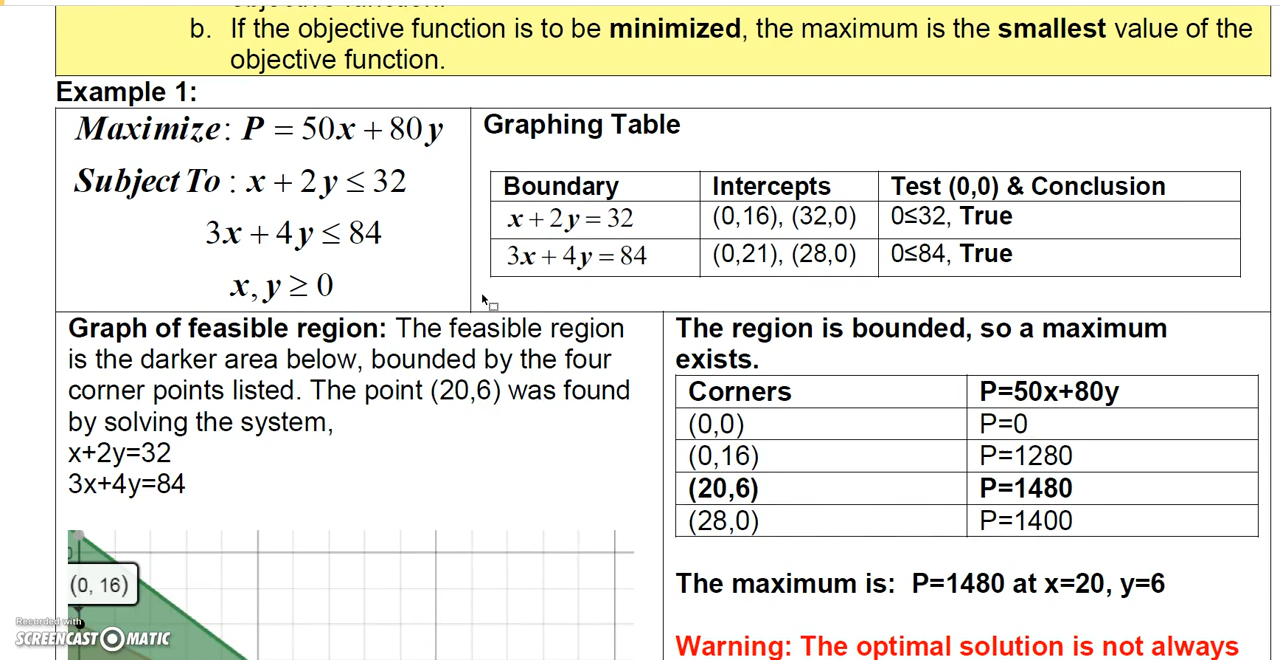 b. If the objective function is to be minimized, the maximum is the smallest value of the
objective function.
Example 1:
Maximize: P = 50x + 80y
Subject To : x + 2y ≤ 32
3x + 4y ≤ 84
x, y ≥ 0
Graphing Table
Boundary Intercepts Test (0,0) & Conclusion
x + 2y = 32 (0,16), (32,0) 0≤32, True
3x + 4y = 84 (0,21), (28,0) 0≤84, True
Graph of feasible region: The feasible region
is the darker area below, bounded by the four
corner points listed. The point (20,6) was found
by solving the system,
x+2y=32
3x+4y=84
(0, 16)
The region is bounded, so a maximum
exists.
Corners P=50x+80y
(0,0) P=0
(0,16) P=1280
(20,6) P=1480
(28,0) P=1400
The maximum is: P=1480 at x=20, y=6
Warning: The optimal solution is not always
Recorded with
SCREENCAST MATIC